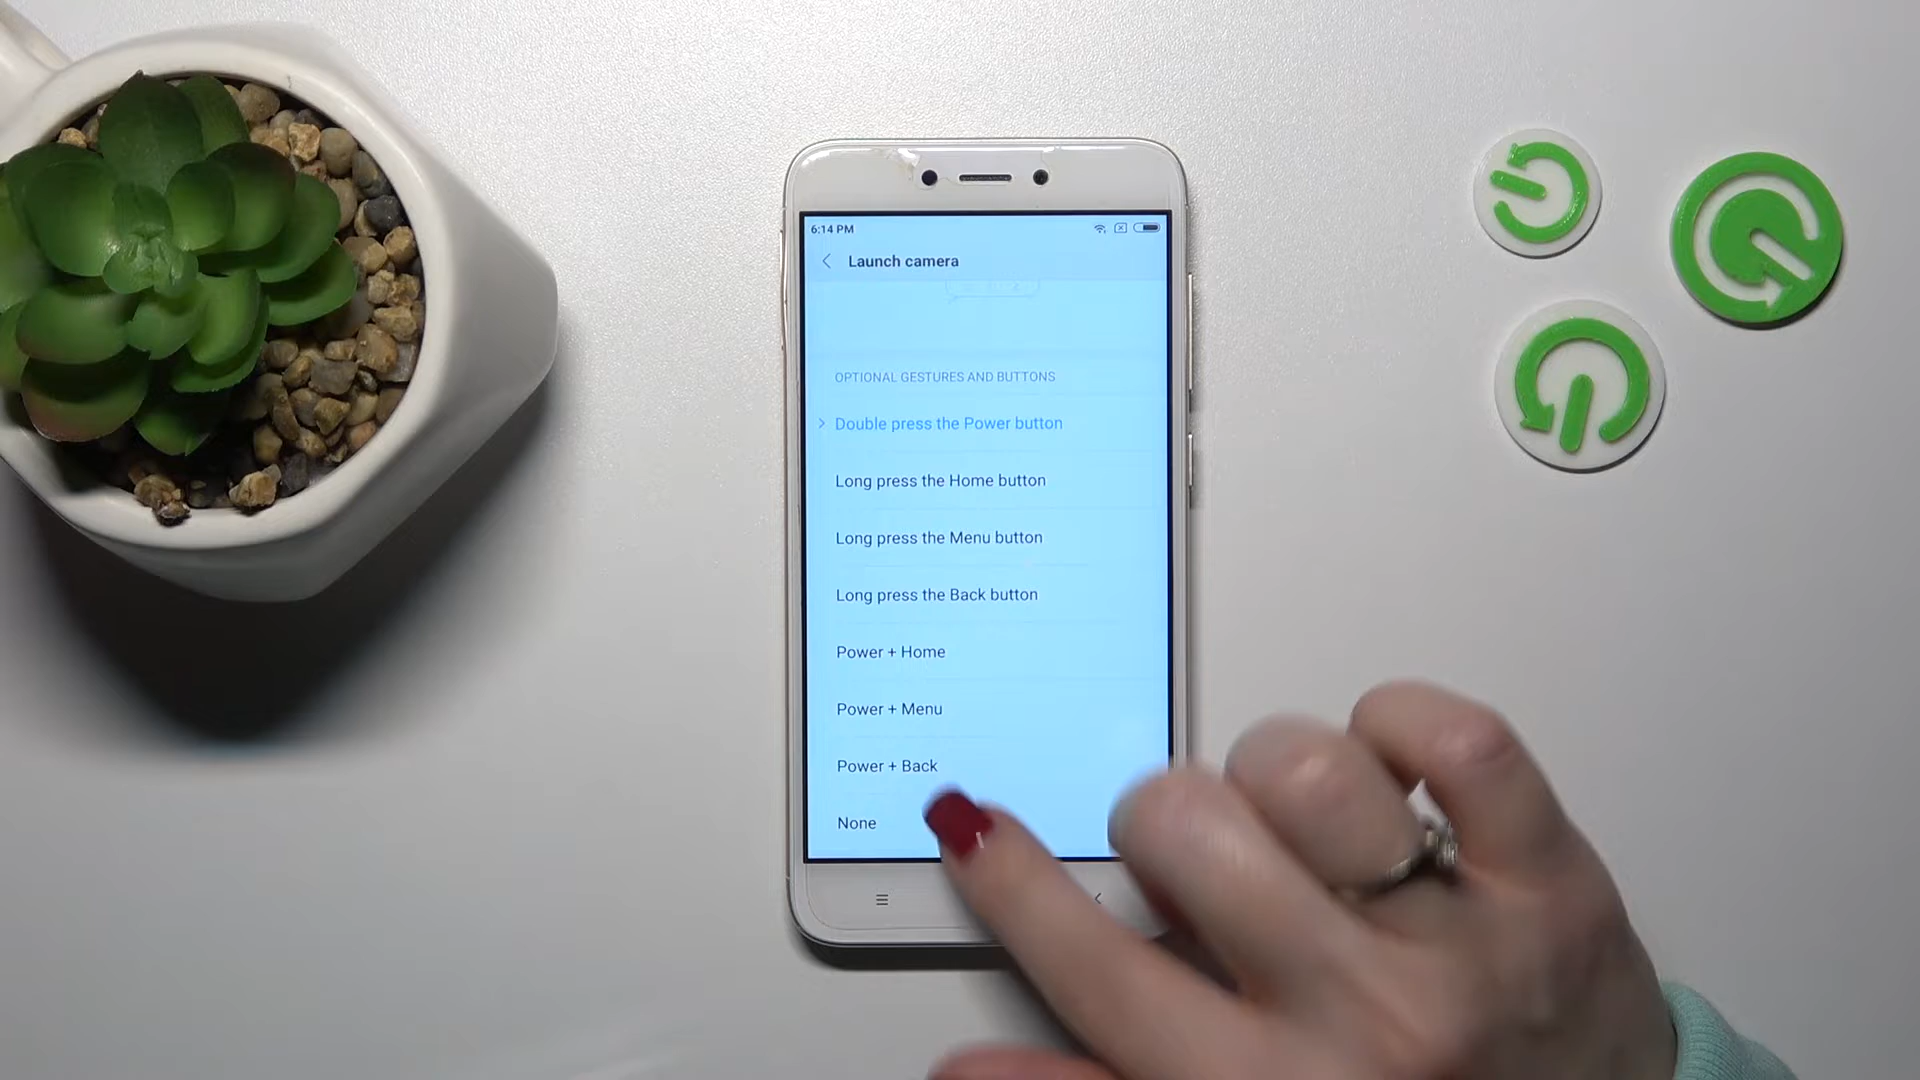 6:14 PM
Launch camera
OPTIONAL GESTURES AND BUTTONS
Double press the Power button
Long press the Home button
Long press the Menu button
Long press the Back button
Power + Home
Power + Menu
Power + Back
None